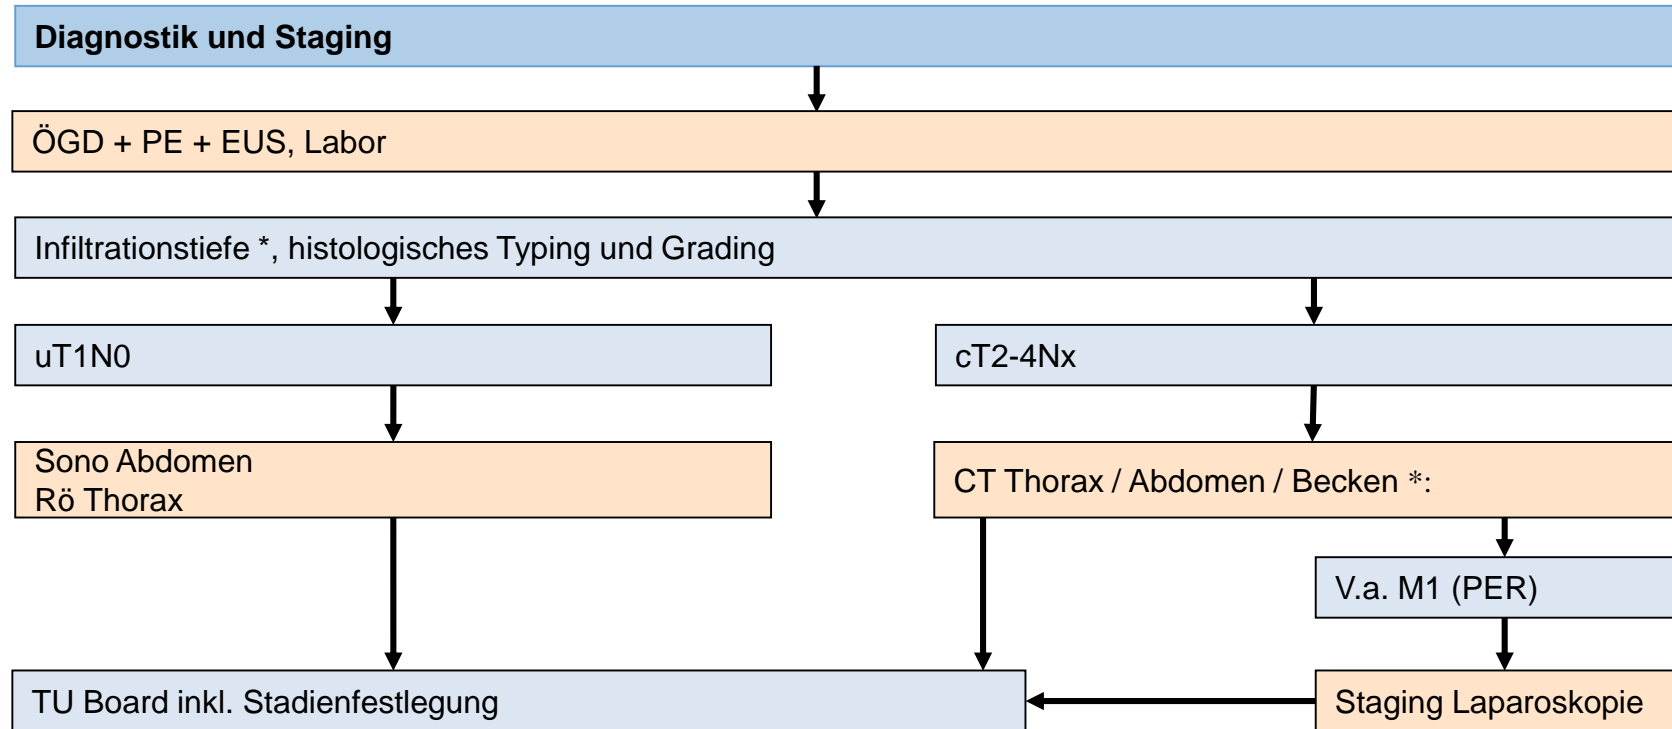 Diagnostik und Staging
ÖGD + PE + EUS, Labor
Infiltrationstiefe *, histologisches Typing und Grading
uT1N0
cT2-4Nx
Sono Abdomen
Rö Thorax
CT Thorax / Abdomen / Becken *:
V.a. M1 (PER)
TU Board inkl. Stadienfestlegung
Staging Laparoskopie